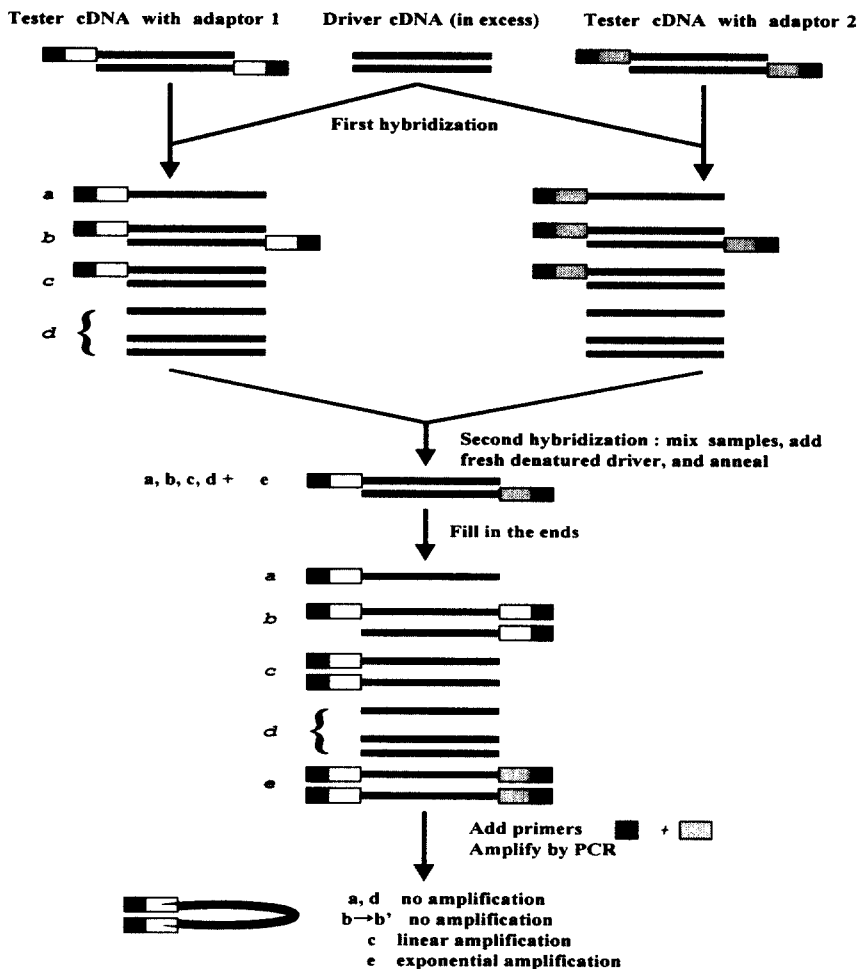 Tester cDNA with adaptor 1 Driver cDNA (in excess) Tester cDNA with adaptor 2
First hybridization
a
b
c
d {
Second hybridization : mix samples, add
fresh denatured driver, and anneal
a, b, c, d + e
Fill in the ends
a
b
c
d {
e
Add primers +
Amplify by PCR
a, d no amplification
b→b' no amplification
c linear amplification
e exponential amplification